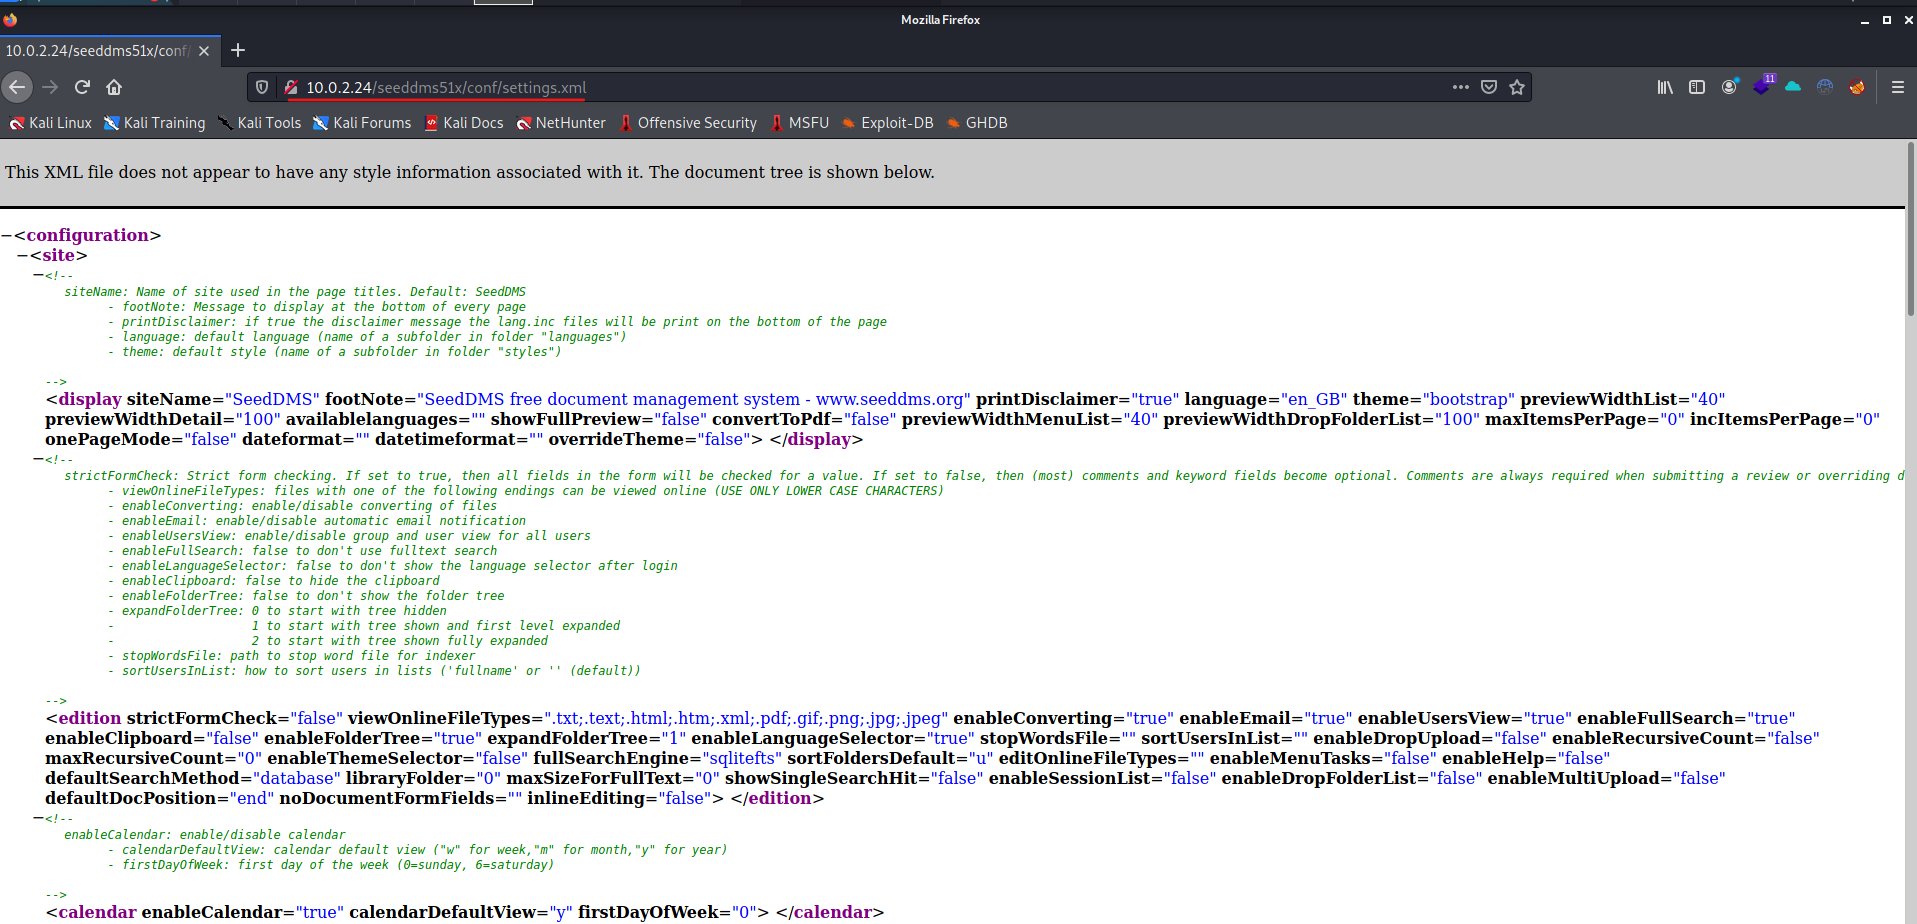 Mozilla Firefox
10.0.2.24/seeddms51x/conf/
10.0.2.24/seeddms51x/conf/settings.xml
11
Kali Linux Kali Training Kali Tools Kali Forums Kali Docs NetHunter Offensive Security MSFU Exploit-DB GHDB
This XML file does not appear to have any style information associated with it. The document tree is shown below.
−<configuration>
−<site>
−<!--
siteName: Name of site used in the page titles. Default: SeedDMS
- footNote: Message to display at the bottom of every page
- printDisclaimer: if true the disclaimer message the lang.inc files will be print on the bottom of the page
- language: default language (name of a subfolder in folder "languages")
- theme: default style (name of a subfolder in folder "styles")
-->
<display siteName="SeedDMS" footNote="SeedDMS free document management system - www.seeddms.org" printDisclaimer="true" language="en_GB" theme="bootstrap" previewWidthList="40"
previewWidthDetail="100" availablelanguages="" showFullPreview="false" convertToPdf="false" previewWidthMenuList="40" previewWidthDropFolderList="100" maxItemsPerPage="0" incItemsPerPage="0"
onePageMode="false" dateformat="" datetimeformat="" overrideTheme="false"> </display>
−<!--
strictFormCheck: Strict form checking. If set to true, then all fields in the form will be checked for a value. If set to false, then (most) comments and keyword fields become optional. Comments are always required when submitting a review or overriding d
- viewOnlineFileTypes: files with one of the following endings can be viewed online (USE ONLY LOWER CASE CHARACTERS)
- enableConverting: enable/disable converting of files
- enableEmail: enable/disable automatic email notification
- enableUsersView: enable/disable group and user view for all users
- enableFullSearch: false to don't use fulltext search
- enableLanguageSelector: false to don't show the language selector after login
- enableClipboard: false to hide the clipboard
- enableFolderTree: false to don't show the folder tree
- expandFolderTree: 0 to start with tree hidden
- 1 to start with tree shown and first level expanded
- 2 to start with tree shown fully expanded
- stopWordsFile: path to stop word file for indexer
- sortUsersInList: how to sort users in lists ('fullname' or '' (default))
-->
<edition strictFormCheck="false" viewOnlineFileTypes=".txt;.text;.html;.htm;.xml;.pdf;.gif;.png;.jpg;.jpeg" enableConverting="true" enableEmail="true" enableUsersView="true" enableFullSearch="true"
enableClipboard="false" enableFolderTree="true" expandFolderTree="1" enableLanguageSelector="true" stopWordsFile="" sortUsersInList="" enableDropUpload="false" enableRecursiveCount="false"
maxRecursiveCount="0" enableThemeSelector="false" fullSearchEngine="sqlitefts" sortFoldersDefault="u" editOnlineFileTypes="" enableMenuTasks="false" enableHelp="false"
defaultSearchMethod="database" libraryFolder="0" maxSizeForFullText="0" showSingleSearchHit="false" enableSessionList="false" enableDropFolderList="false" enableMultiUpload="false"
defaultDocPosition="end" noDocumentFormFields="" inlineEditing="false"> </edition>
−<!--
enableCalendar: enable/disable calendar
- calendarDefaultView: calendar default view ("w" for week,"m" for month,"y" for year)
- firstDayOfWeek: first day of the week (0=sunday, 6=saturday)
-->
<calendar enableCalendar="true" calendarDefaultView="y" firstDayOfWeek="0"> </calendar>